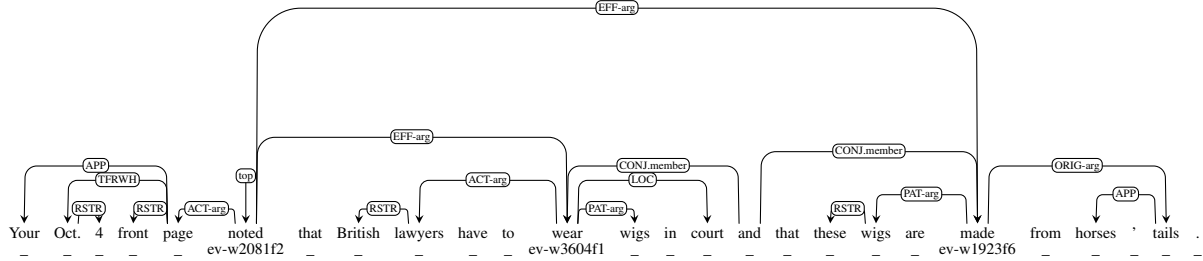 EFF-arg
EFF-arg
CONJ.member
APP CONJ.member ORIG-arg
TFRWH top ACT-arg LOC
PAT-arg APP
RSTR RSTR ACT-arg RSTR PAT-arg RSTR
Your Oct. 4 front page noted that British lawyers have to wear wigs in court and that these wigs are made from horses ' tails .
_ _ _ _ _ ev-w2081f2 _ _ _ _ _ ev-w3604f1 _ _ _ _ _ _ _ _ ev-w1923f6 _ _ _ _ _